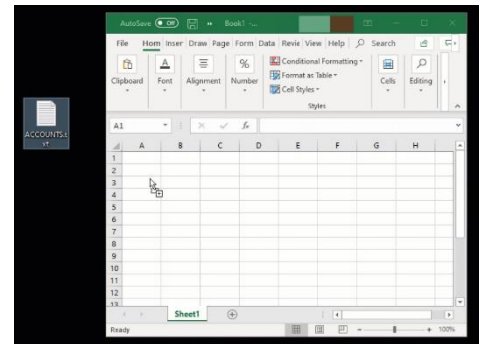 AutoSave Off Book1 -...
File Hom Inser Draw Page Form Data Revie View Help Search
Clipboard Font Alignment Number Conditional Formatting Format as Table Cell Styles Cells Editing
Styles
A1 fx
A B C D E F G H
1
2
3
4
5
6
7
8
9
10
11
12
13
ACCOUNTS.t
xt
Sheet1
Ready 100%